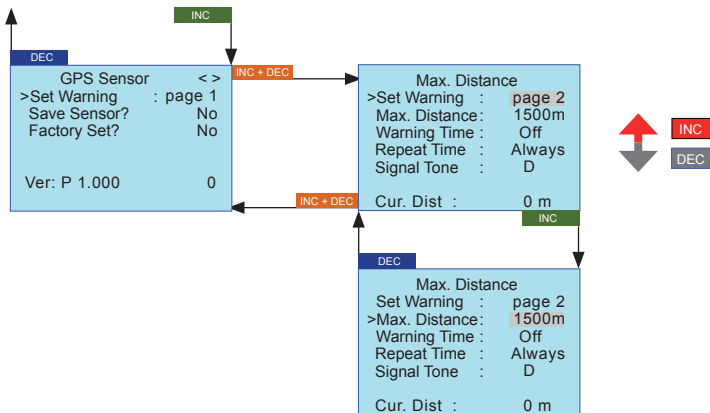 INC
DEC
GPS Sensor < >
>Set Warning : page 1
Save Sensor? No
Factory Set? No
Ver: P 1.000 0
INC + DEC
Max. Distance
>Set Warning : page 2
Max. Distance: 1500m
Warning Time : Off
Repeat Time : Always
Signal Tone : D
Cur. Dist : 0 m
INC
DEC
INC + DEC
INC
DEC
Max. Distance
Set Warning : page 2
>Max. Distance: 1500m
Warning Time : Off
Repeat Time : Always
Signal Tone : D
Cur. Dist : 0 m